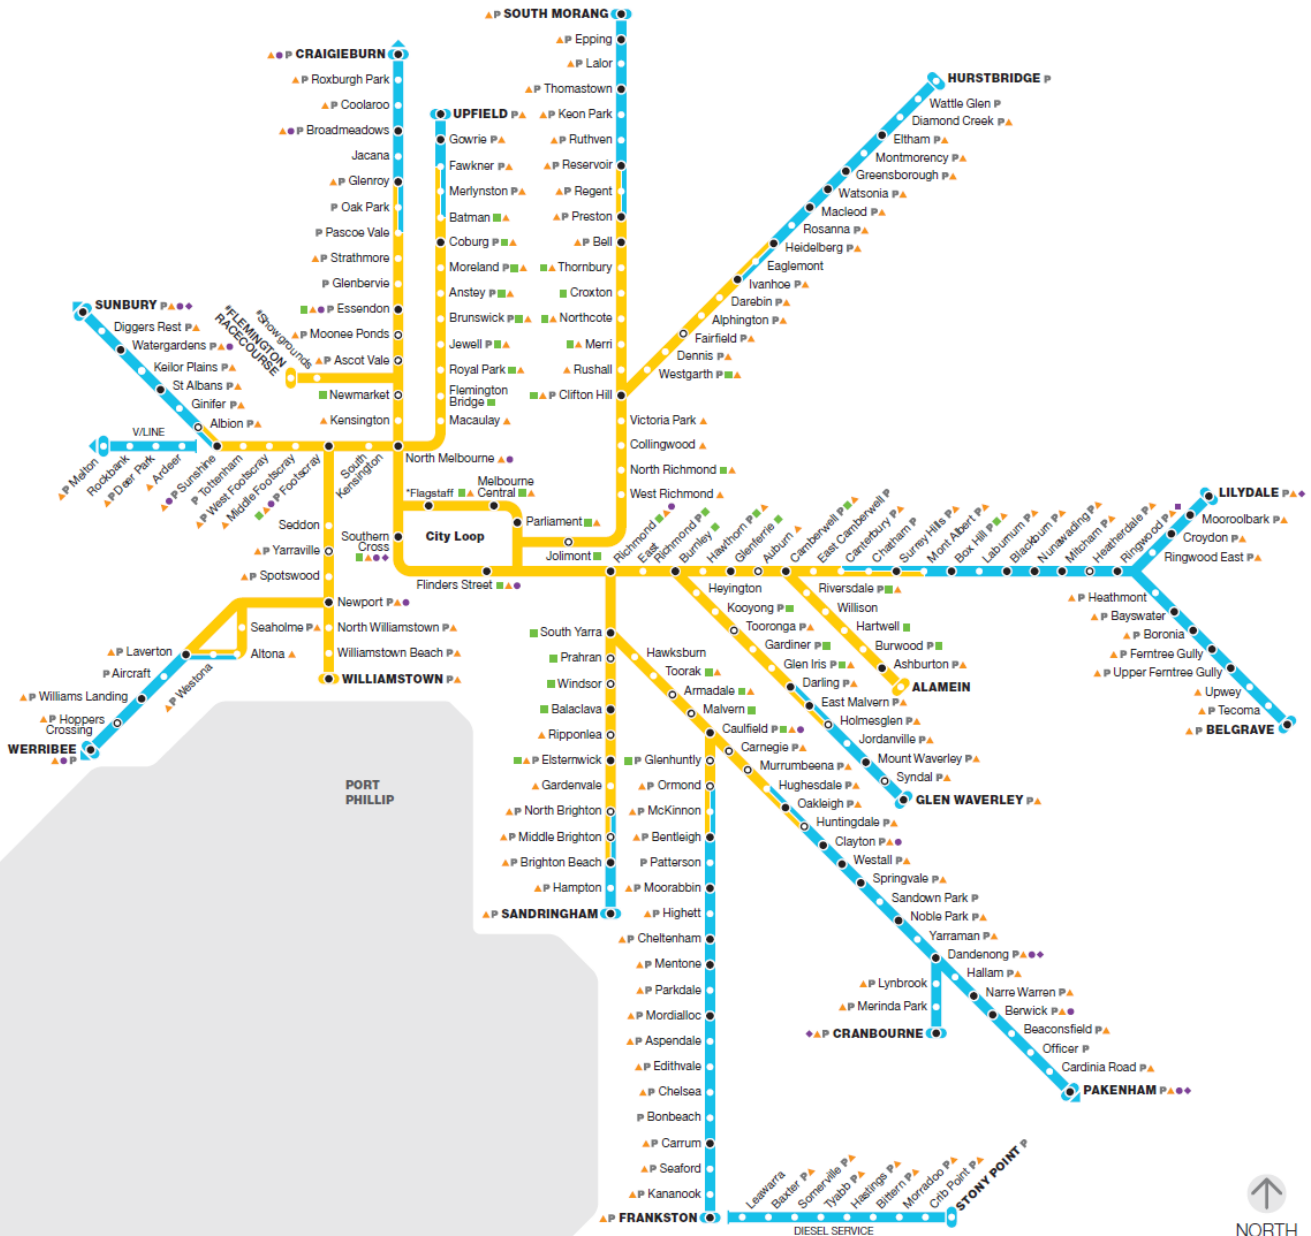 SOUTH MORANG P
Epping P
Lalor P
Thomastown P
Keon Park P
Ruthven P
Reservoir P
Regent P
Preston P
Bell P
Thornbury
Croxton
Northcote
Merri
Rushall
Clifton Hill P
Victoria Park
Collingwood
North Richmond
West Richmond
CRAIGIEBURN P
Roxburgh Park P
Coolaroo P
Broadmeadows P
Jacana
Glenroy P
Oak Park P
Pascoe Vale P
Strathmore P
Glenbervie P
Essendon P
Moonee Ponds P
Ascot Vale P
Newmarket
Kensington
UPFIELD P
Gowrie P
Fawkner P
Merlynston P
Batman
Coburg P
Moreland P
Anstey P
Brunswick P
Jewell P
Royal Park P
Flemington
Bridge
Macaulay
HURSTBRIDGE P
Wattle Glen P
Diamond Creek P
Eltham P
Montmorency P
Greensborough P
Watsonia P
Macleod P
Rosanna P
Heidelberg P
Eaglemont
Ivanhoe P
Darebin P
Alphington P
Fairfield P
Dennis P
Westgarth P
#Showgrounds
#FLEMINGTON
RACECOURSE
SUNBURY P
Diggers Rest P
Watergardens P
Keilor Plains P
St Albans P
Ginifer P
Albion P
V/LINE
P Melton
Rockbank
P Deer Park
Ardeer
P Sunshine
P Tottenham
P West Footscray
Middle Footscray
P Footscray
South
Kensington
North Melbourne
*Flagstaff
Melbourne
Central
Parliament
City Loop
Jolimont
Southern
Cross
Flinders Street
Seddon
Yarraville P
Spotswood P
Newport P
Seaholme P
North Williamstown P
Altona
Williamstown Beach P
WILLIAMSTOWN P
Laverton P
Westona P
Aircraft P
Williams Landing P
Hoppers P
Crossing
WERRIBEE
P
PORT
PHILLIP
Richmond
East
Richmond P
Burnley
Hawthorn P
Glenferrie
Auburn
Camberwell P
East Camberwell P
Canterbury P
Chatham P
Surrey Hills P
Mont Albert P
Box Hill P
Laburnum P
Blackburn P
Nunawading P
Mitcham P
Heatherdale P
Ringwood P
LILYDALE P
Mooroolbark P
Croydon P
Ringwood East P
Heathmont P
Bayswater P
Boronia P
Ferntree Gully P
Upper Ferntree Gully P
Upwey
Tecoma P
BELGRAVE P
Riversdale P
Willison
Hartwell
Burwood P
Ashburton P
ALAMEIN
Heyington
Kooyong P
Tooronga P
Gardiner P
Glen Iris P
Darling P
East Malvern P
Holmesglen P
Jordanville P
Mount Waverley P
Syndal P
GLEN WAVERLEY P
South Yarra
Prahran
Windsor
Balaclava
Ripponlea
Elsternwick P
Gardenvale
North Brighton P
Middle Brighton P
Brighton Beach P
Hampton P
SANDRINGHAM P
Hawksburn
Toorak
Armadale
Malvern
Caulfield P
Carnegie P
Murrumbeena P
Hughesdale P
Oakleigh P
Huntingdale P
Clayton P
Westall P
Springvale P
Sandown Park P
Noble Park P
Yarraman P
Dandenong P
Hallam P
Narre Warren P
Berwick P
Beaconsfield P
Officer P
Cardinia Road P
PAKENHAM P
Lynbrook P
Merinda Park P
CRANBOURNE P
Glenhuntly P
Ormond P
McKinnon P
Bentleigh P
Patterson P
Moorabbin P
Highett P
Cheltenham P
Mentone P
Parkdale P
Mordialloc P
Aspendale P
Edithvale P
Chelsea P
Bonbeach P
Carrum P
Seaford P
Kananook P
FRANKSTON P
Leawarra
Baxter P
Somerville P
Tyabb P
Hastings P
Bittern P
Morradoo P
Crib Point P
STONY POINT P
DIESEL SERVICE
NORTH